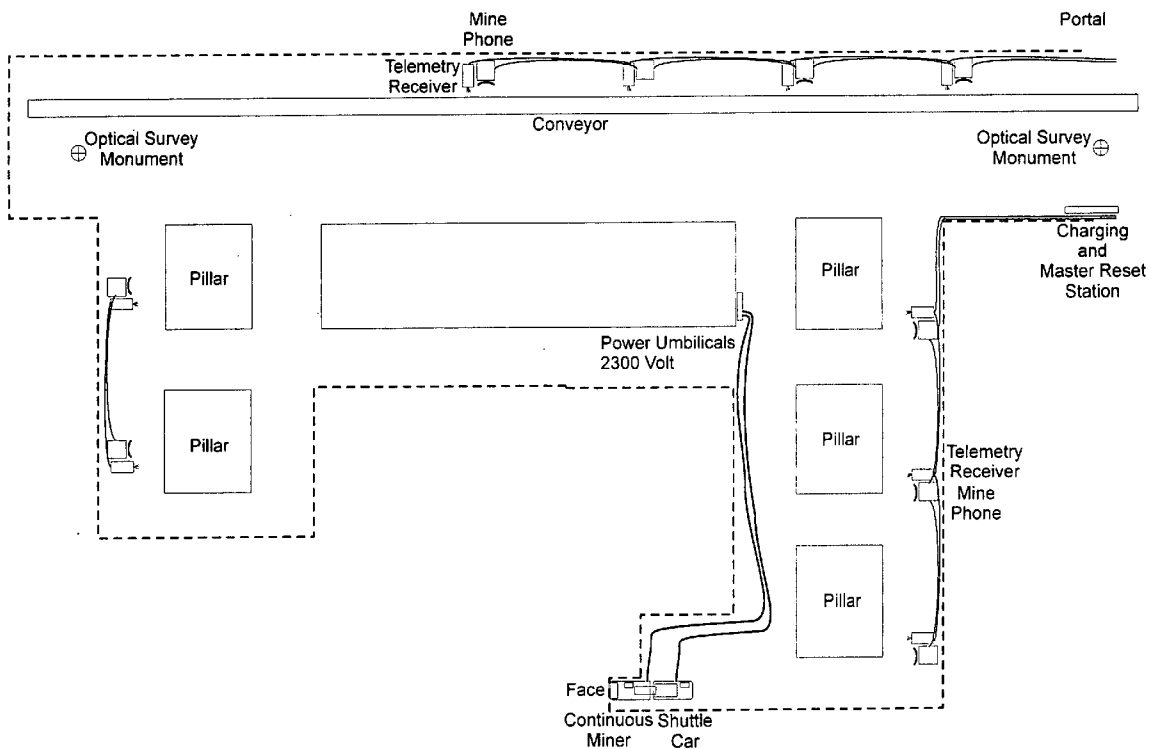 Mine
Phone
Portal
Telemetry
Receiver
Conveyor
Optical Survey
Monument
Optical Survey
Monument
Pillar
Pillar
Charging
and
Master Reset
Station
Power Umbilicals
2300 Volt
Pillar
Pillar
Telemetry
Receiver
Mine
Phone
Pillar
Face
Continuous
Miner
Shuttle
Car